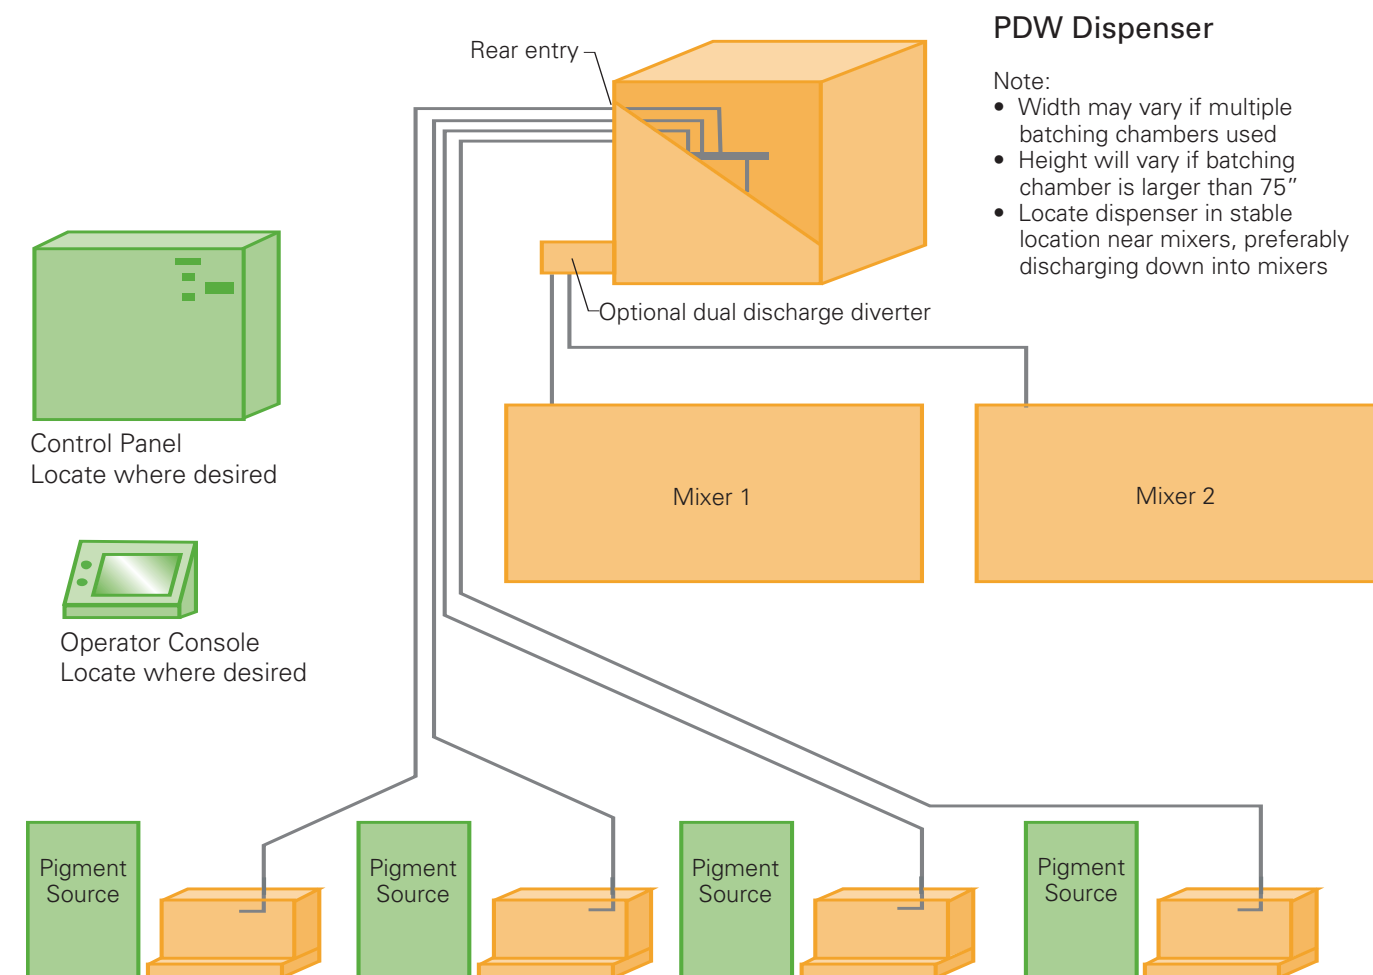 PDW Dispenser
Rear entry
Note:
• Width may vary if multiple
batching chambers used
• Height will vary if batching
chamber is larger than 75”
• Locate dispenser in stable
location near mixers, preferably
discharging down into mixers
Optional dual discharge diverter
Control Panel
Locate where desired
Mixer 1
Mixer 2
Operator Console
Locate where desired
Pigment
Source
Pigment
Source
Pigment
Source
Pigment
Source